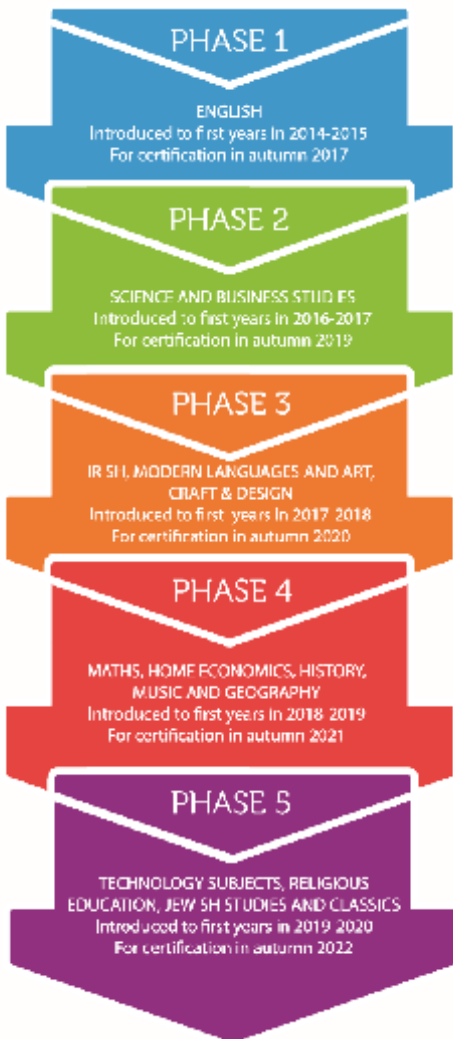 PHASE 1
ENGLISH
Introduced to first years in 2014-2015
For certification in autumn 2017
PHASE 2
SCIENCE AND BUSINESS STUDIES
Introduced to first years in 2016-2017
For certification in autumn 2019
PHASE 3
IRISH, MODERN LANGUAGES AND ART,
CRAFT & DESIGN
Introduced to first years in 2017-2018
For certification in autumn 2020
PHASE 4
MATHS, HOME ECONOMICS, HISTORY,
MUSIC AND GEOGRAPHY
Introduced to first years in 2018-2019
For certification in autumn 2021
PHASE 5
TECHNOLOGY SUBJECTS, RELIGIOUS
EDUCATION, JEWISH STUDIES AND CLASSICS
Introduced to first years in 2019-2020
For certification in autumn 2022